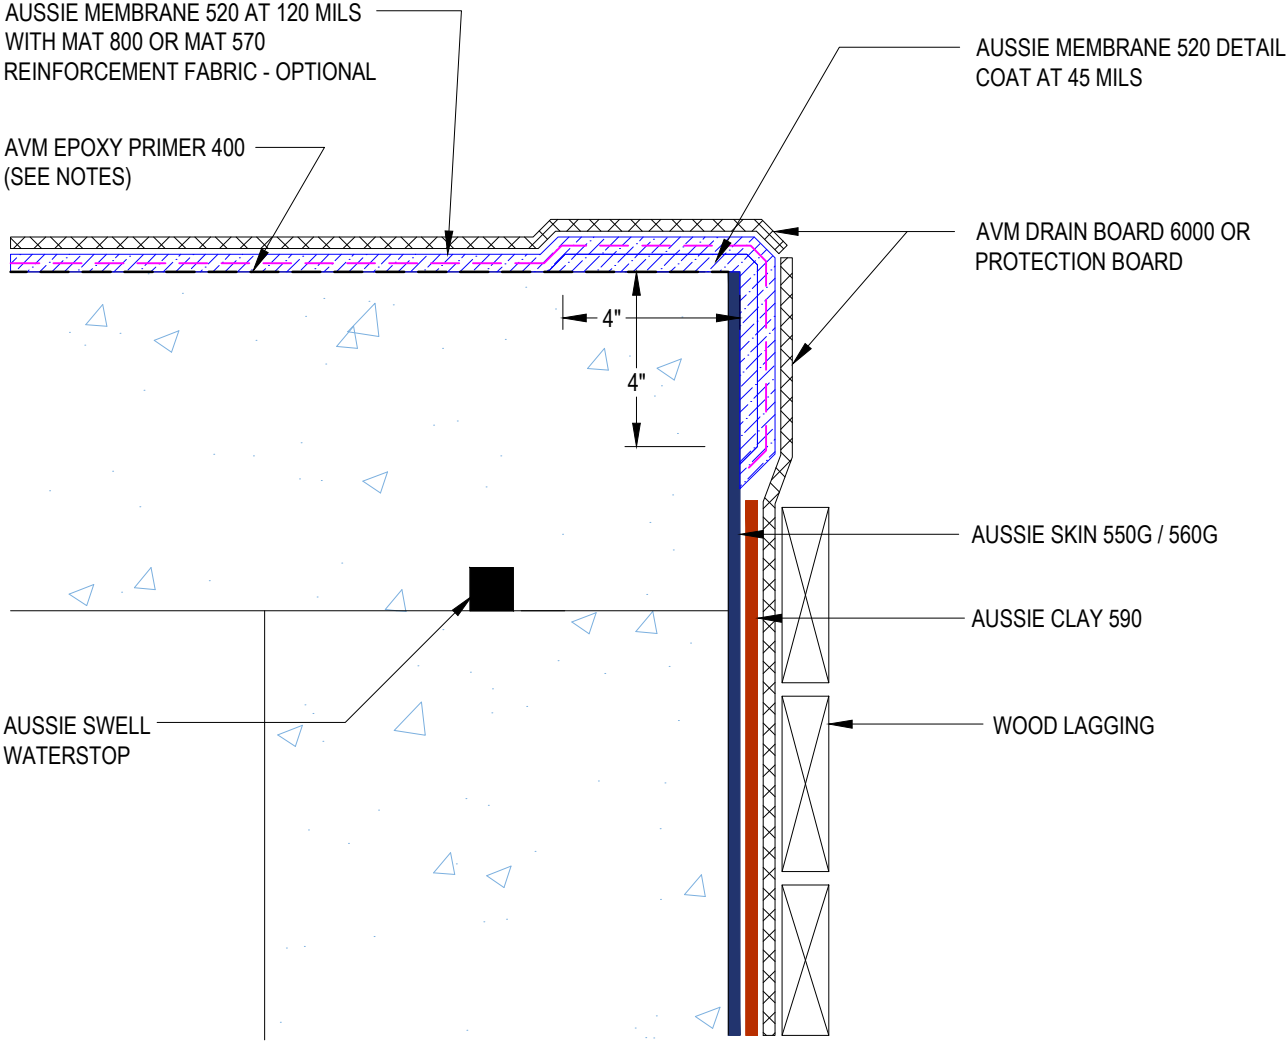 AUSSIE MEMBRANE 520 AT 120 MILS
WITH MAT 800 OR MAT 570
REINFORCEMENT FABRIC - OPTIONAL
AUSSIE MEMBRANE 520 DETAIL
COAT AT 45 MILS
AVM EPOXY PRIMER 400
(SEE NOTES)
AVM DRAIN BOARD 6000 OR
PROTECTION BOARD
4"
4"
AUSSIE SKIN 550G / 560G
AUSSIE CLAY 590
AUSSIE SWELL
WATERSTOP
WOOD LAGGING